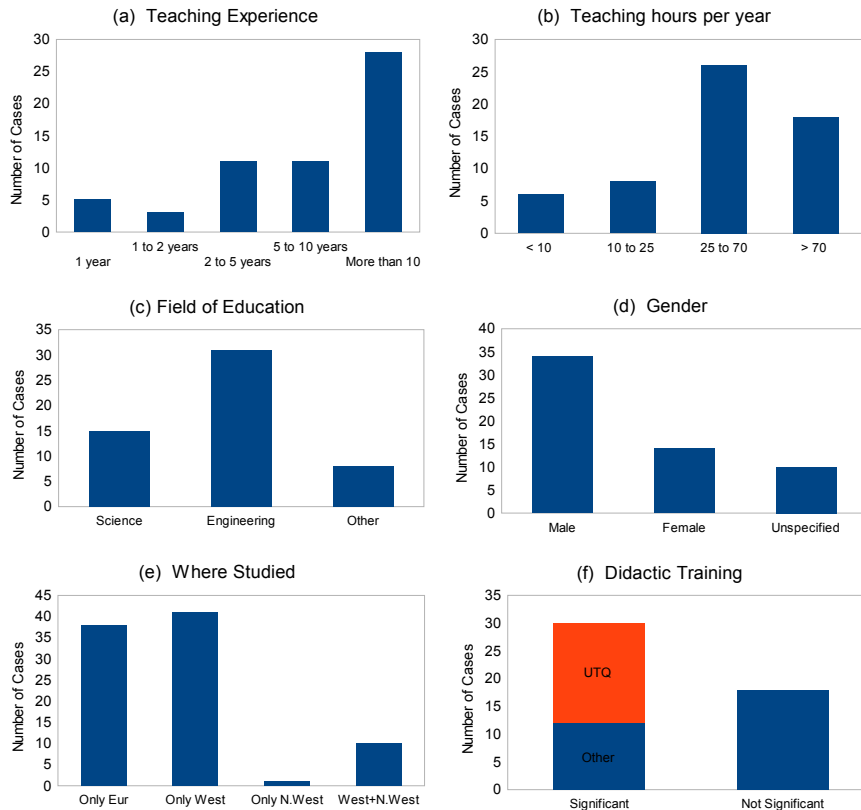 (a) Teaching Experience
Number of Cases
30
25
20
15
10
5
0
1 year
1 to 2 years
2 to 5 years
5 to 10 years
More than 10
(b) Teaching hours per year
Number of Cases
30
25
20
15
10
5
0
< 10
10 to 25
25 to 70
> 70
(c) Field of Education
Number of Cases
35
30
25
20
15
10
5
0
Science
Engineering
Other
(d) Gender
Number of Cases
40
35
30
25
20
15
10
5
0
Male
Female
Unspecified
(e) Where Studied
Number of Cases
45
40
35
30
25
20
15
10
5
0
Only Eur
Only West
Only N.West
West+N.West
(f) Didactic Training
Number of Cases
35
30
25
20
15
10
5
0
UTQ
Other
Significant
Not Significant